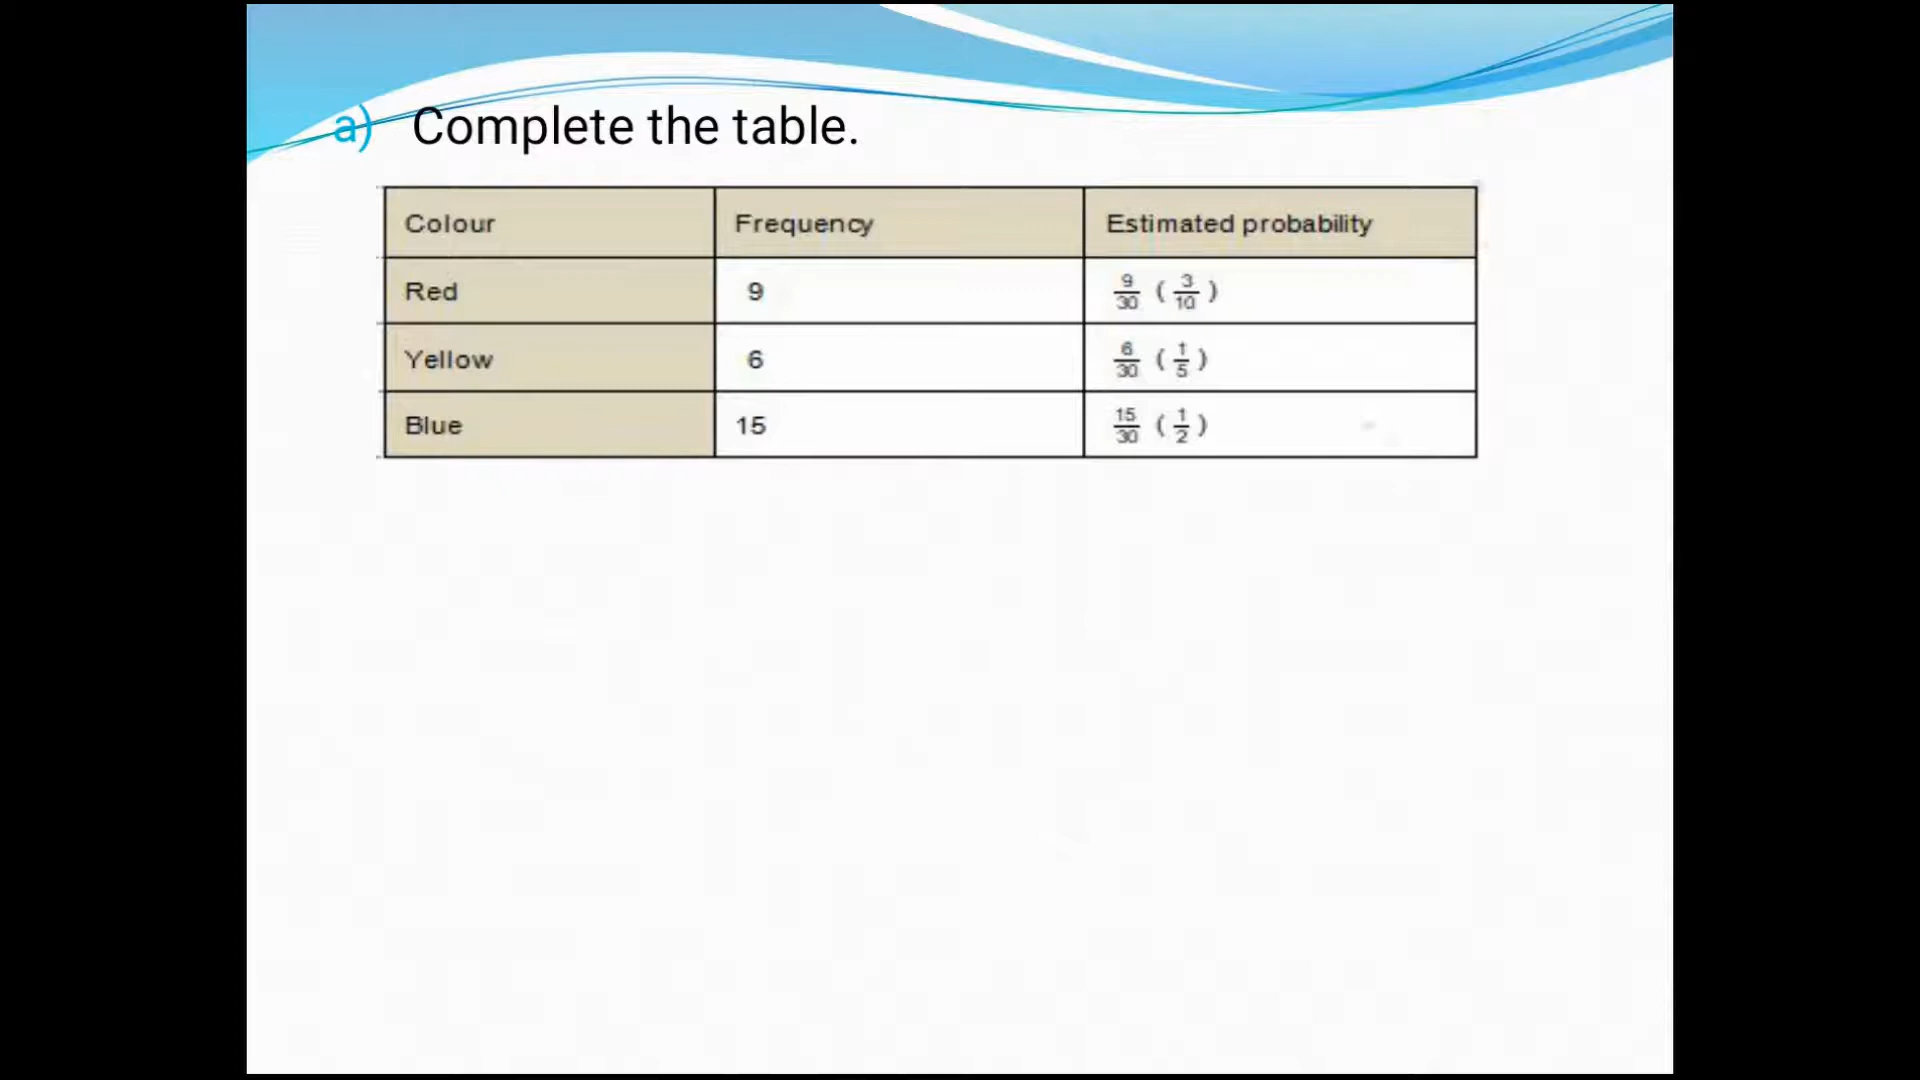 a) Complete the table.
Colour Frequency Estimated probability
Red 9 9/30 (3/10)
Yellow 6 6/30 (1/5)
Blue 15 15/30 (1/2)